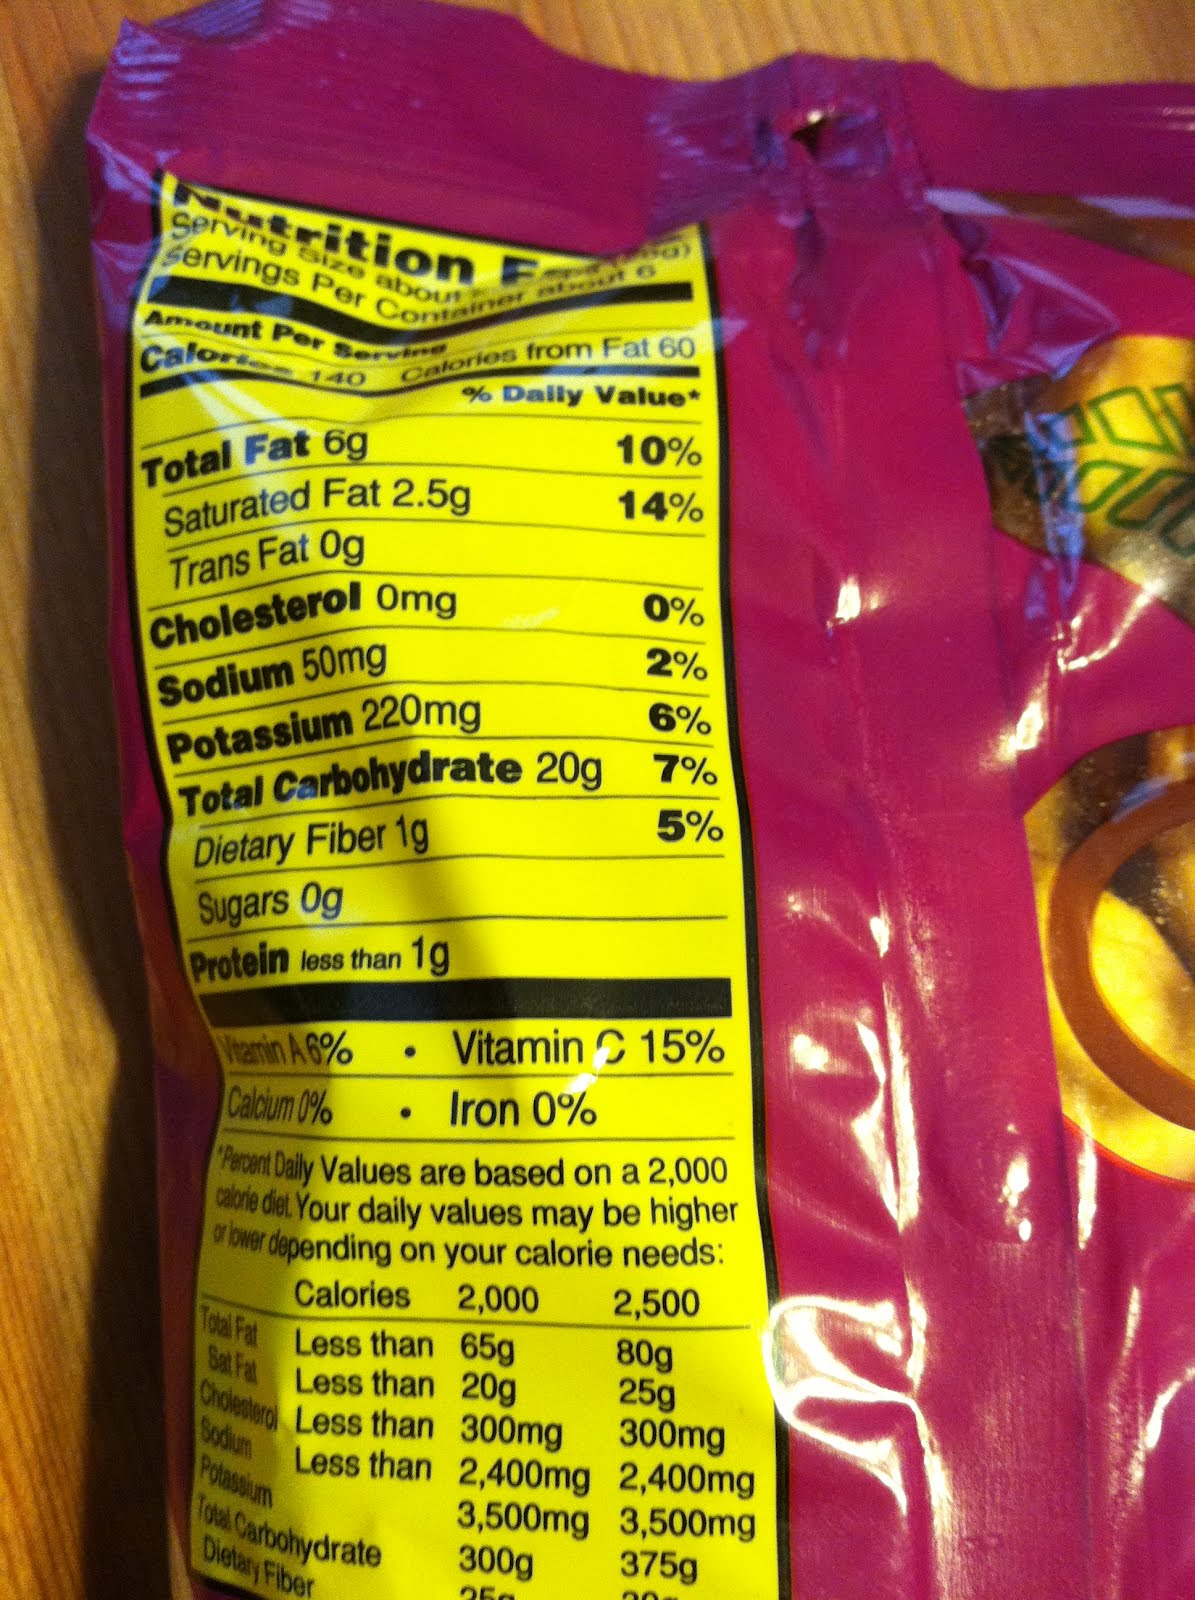 Nutrition
Serving Size about
Servings Per Container about 6
Amount Per Serving
Calories 140 Calories from Fat 60
% Daily Value*
Total Fat 6g 10%
Saturated Fat 2.5g 14%
Trans Fat 0g
Cholesterol 0mg 0%
Sodium 50mg 2%
Potassium 220mg 6%
Total Carbohydrate 20g 7%
Dietary Fiber 1g 5%
Sugars 0g
Protein less than 1g
Vitamin A 6% • Vitamin C 15%
Calcium 0% • Iron 0%
*Percent Daily Values are based on a 2,000
calorie diet. Your daily values may be higher
or lower depending on your calorie needs:
Calories 2,000 2,500
Total Fat Less than 65g 80g
Sat Fat Less than 20g 25g
Cholesterol Less than 300mg 300mg
Sodium Less than 2,400mg 2,400mg
Potassium 3,500mg 3,500mg
Total Carbohydrate 300g 375g
Dietary Fiber